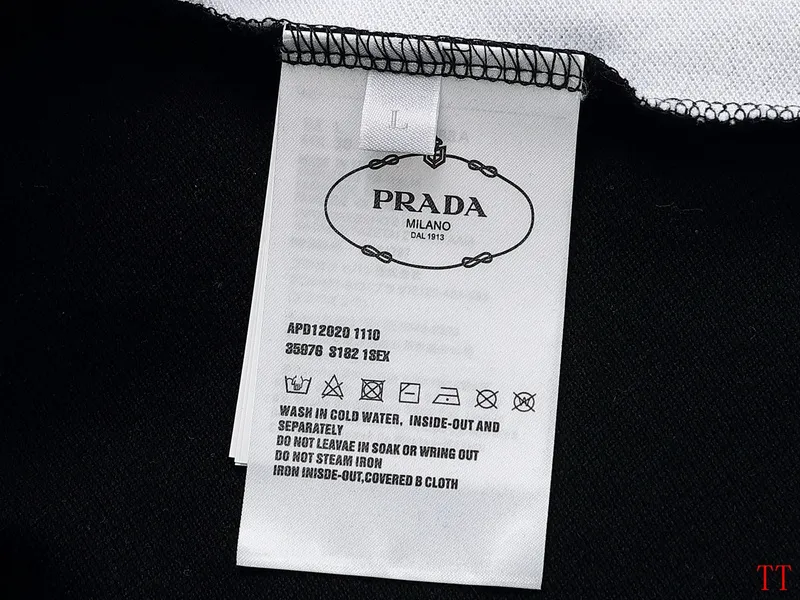 L
PRADA
MILANO
DAL 1913
APD12020 1110
35976 S182 1SEX
WASH IN COLD WATER, INSIDE-OUT AND
SEPARATELY
DO NOT LEAVAE IN SOAK OR WRING OUT
DO NOT STEAM IRON
IRON INISDE-OUT,COVERED B CLOTH
TT